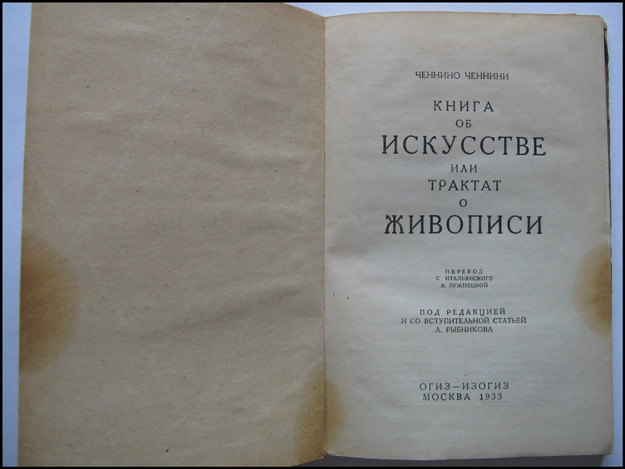 ЧЕННИНО ЧЕННИНИ
КНИГА
ОБ
ИСКУССТВЕ
ИЛИ
ТРАКТАТ
О
ЖИВОПИСИ
ПЕРЕВОД
С ИТАЛЬЯНСКОГО
А. ЛУЖНЕЦКОЙ
ПОД РЕДАКЦИЕЙ
И СО ВСТУПИТЕЛЬНОЙ СТАТЬЕЙ
А. РЫБНИКОВА
ОГИЗ—ИЗОГИЗ
МОСКВА 1933